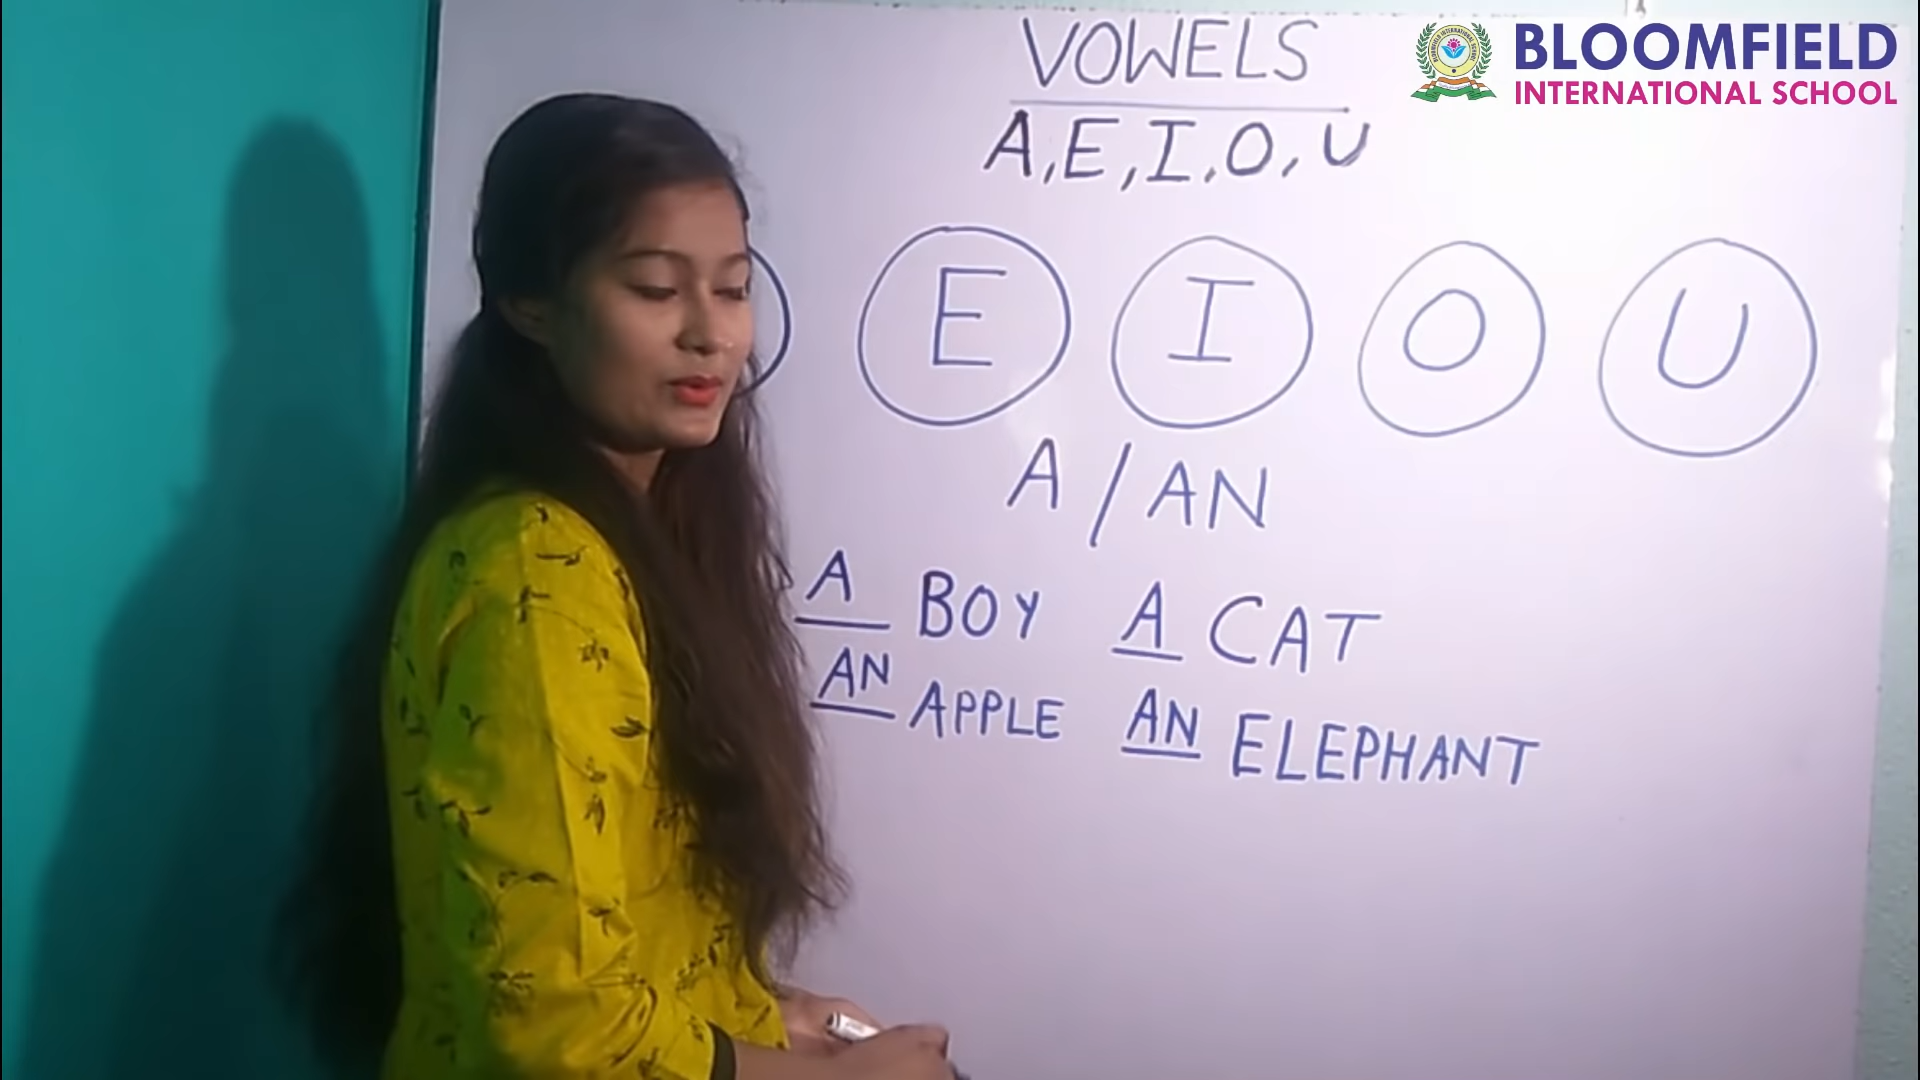 VOWELS
A, E, I, O, U
E I O U
A / AN
A BOY A CAT
AN APPLE AN ELEPHANT
BLOOMFIELD
INTERNATIONAL SCHOOL